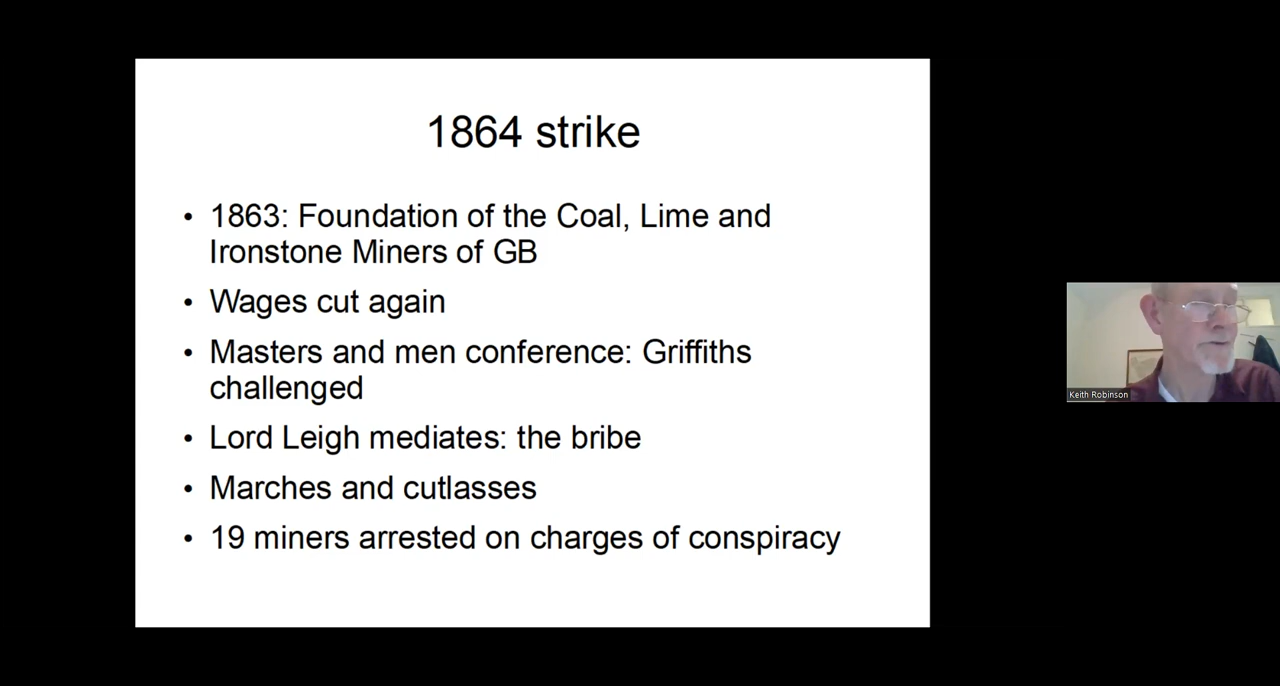 1864 strike
• 1863: Foundation of the Coal, Lime and
Ironstone Miners of GB
• Wages cut again
• Masters and men conference: Griffiths
challenged
• Lord Leigh mediates: the bribe
• Marches and cutlasses
• 19 miners arrested on charges of conspiracy
Keith Robinson